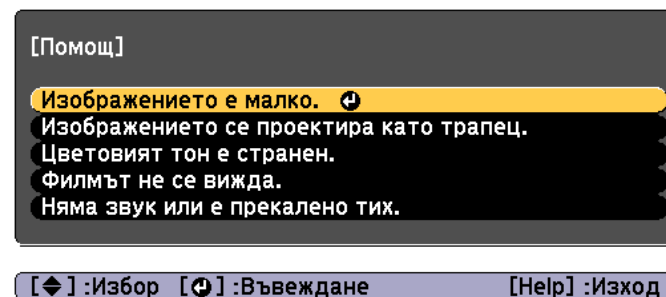 [Помощ]
Изображението е малко.
Изображението се проектира като трапец.
Цветовият тон е странен.
Филмът не се вижда.
Няма звук или е прекалено тих.
[◆] :Избор [⏎] :Въвеждане [Help] :Изход